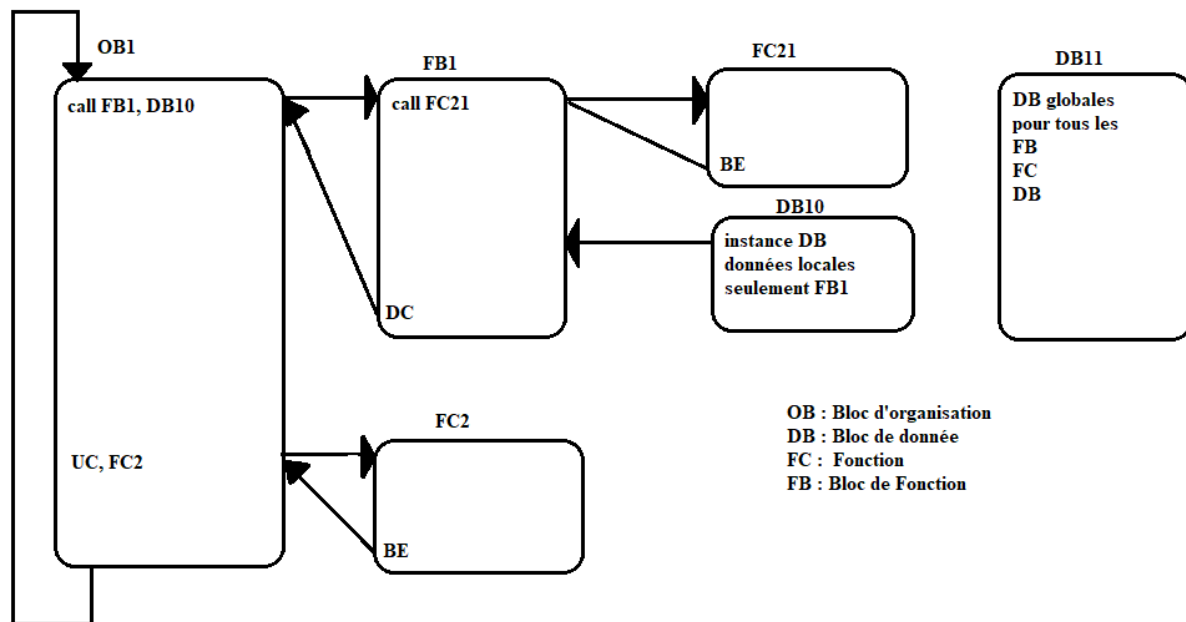 OB1
call FB1, DB10
UC, FC2
FB1
call FC21
DC
FC21
BE
DB10
instance DB
données locales
seulement FB1
DB11
DB globales
pour tous les
FB
FC
DB
FC2
BE
OB : Bloc d'organisation
DB : Bloc de donnée
FC :  Fonction
FB : Bloc de Fonction